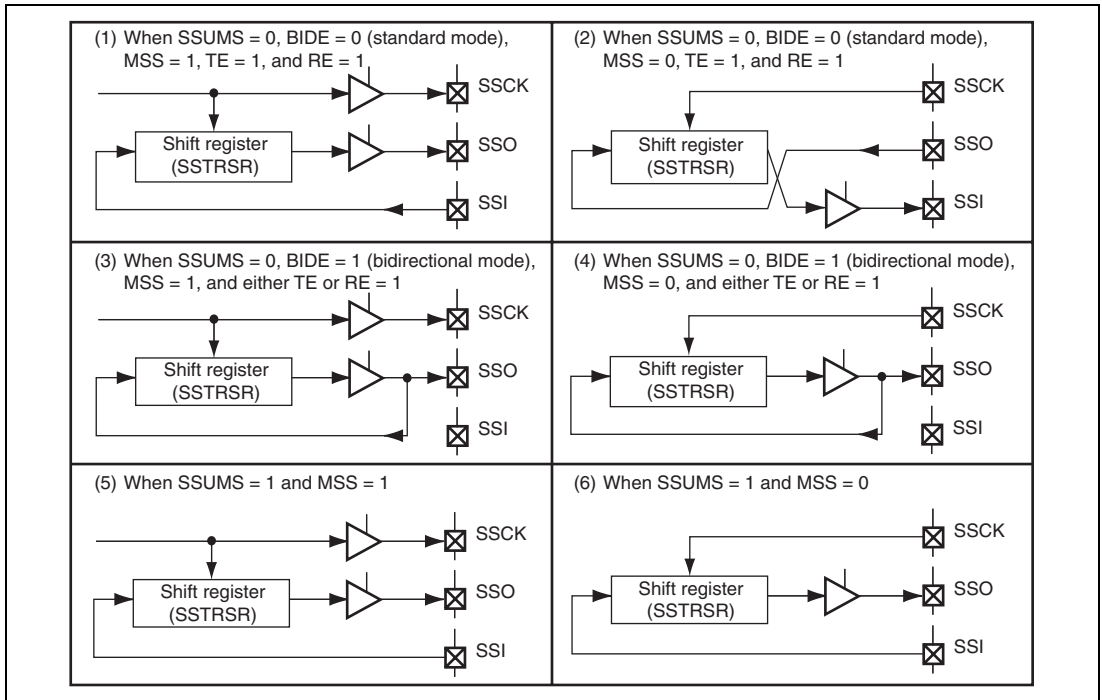 (1) When SSUMS = 0, BIDE = 0 (standard mode),
MSS = 1, TE = 1, and RE = 1
SSCK
Shift register
(SSTRSR)
SSO
SSI
(2) When SSUMS = 0, BIDE = 0 (standard mode),
MSS = 0, TE = 1, and RE = 1
SSCK
Shift register
(SSTRSR)
SSO
SSI
(3) When SSUMS = 0, BIDE = 1 (bidirectional mode),
MSS = 1, and either TE or RE = 1
SSCK
Shift register
(SSTRSR)
SSO
SSI
(4) When SSUMS = 0, BIDE = 1 (bidirectional mode),
MSS = 0, and either TE or RE = 1
SSCK
Shift register
(SSTRSR)
SSO
SSI
(5) When SSUMS = 1 and MSS = 1
SSCK
Shift register
(SSTRSR)
SSO
SSI
(6) When SSUMS = 1 and MSS = 0
SSCK
Shift register
(SSTRSR)
SSO
SSI